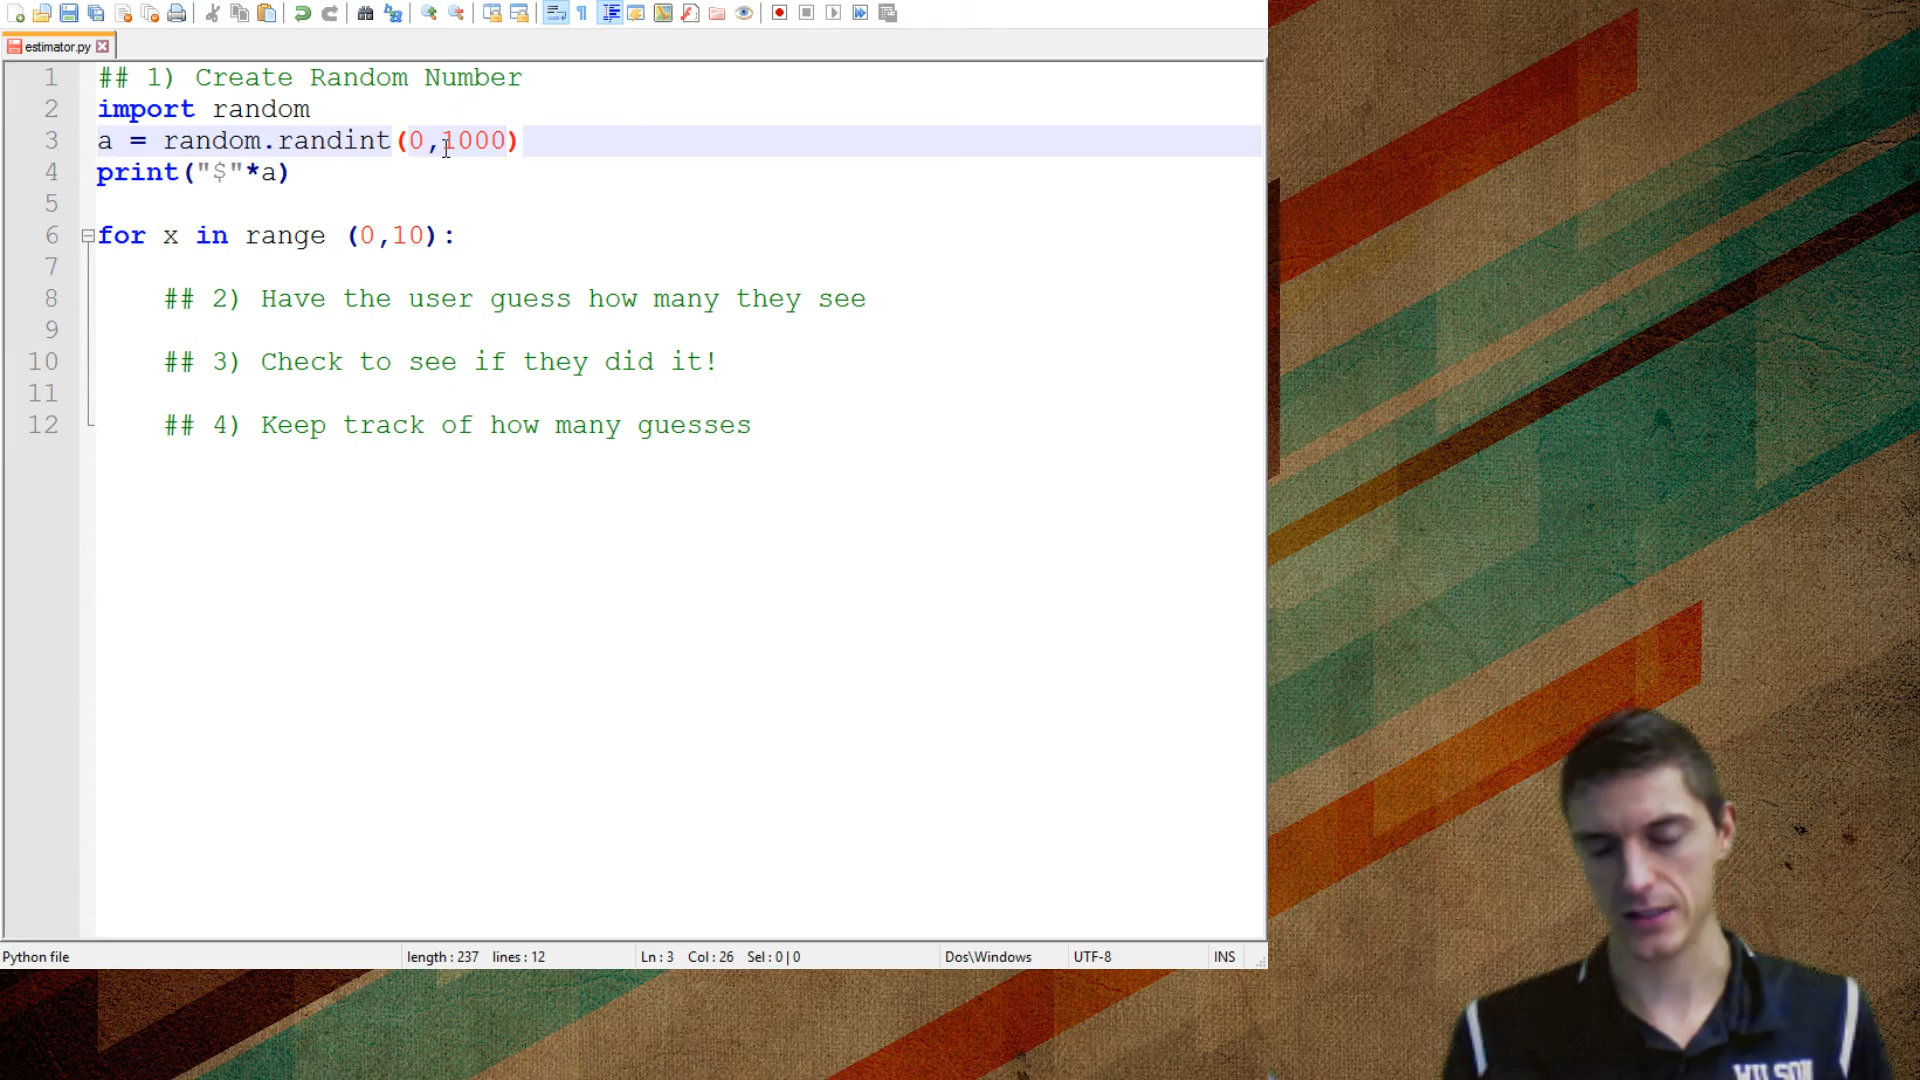 estimator.py
1 ## 1) Create Random Number
2 import random
3 a = random.randint(0,1000)
4 print("$"*a)
5
6 for x in range (0,10):
7
8 ## 2) Have the user guess how many they see
9
10 ## 3) Check to see if they did it!
11
12 ## 4) Keep track of how many guesses
Python file length : 237 lines : 12 Ln : 3 Col : 26 Sel : 0 | 0 Dos\Windows UTF-8 INS
WILSON